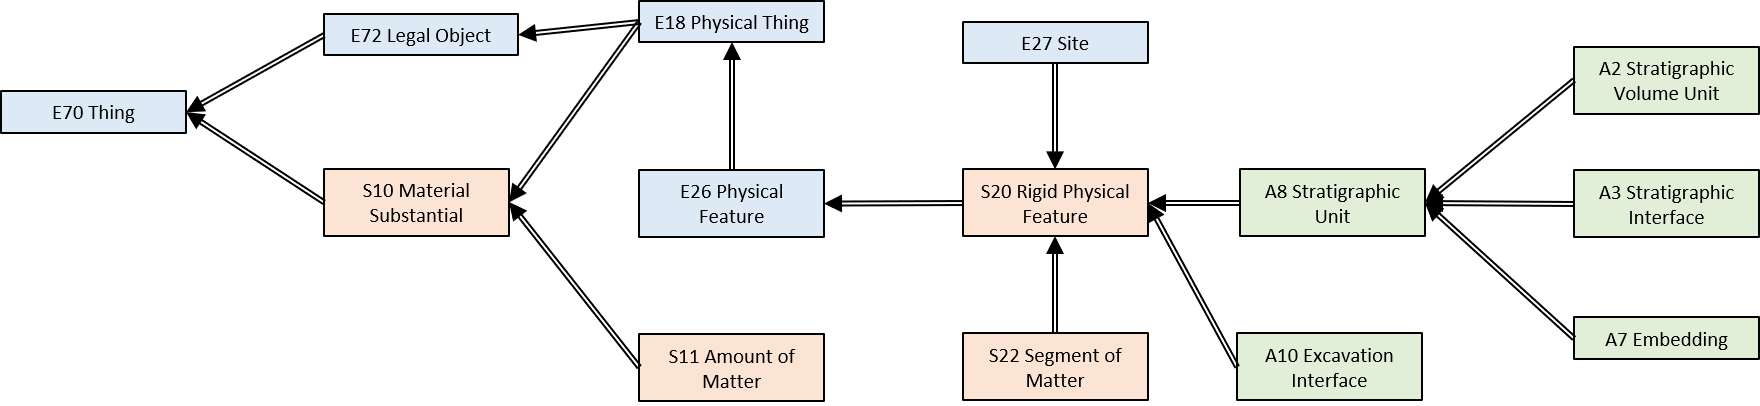 E18 Physical Thing
E72 Legal Object
E27 Site
A2 Stratigraphic
Volume Unit
E70 Thing
S10 Material
Substantial
E26 Physical
Feature
S20 Rigid Physical
Feature
A8 Stratigraphic
Unit
A3 Stratigraphic
Interface
S11 Amount of
Matter
S22 Segment of
Matter
A10 Excavation
Interface
A7 Embedding